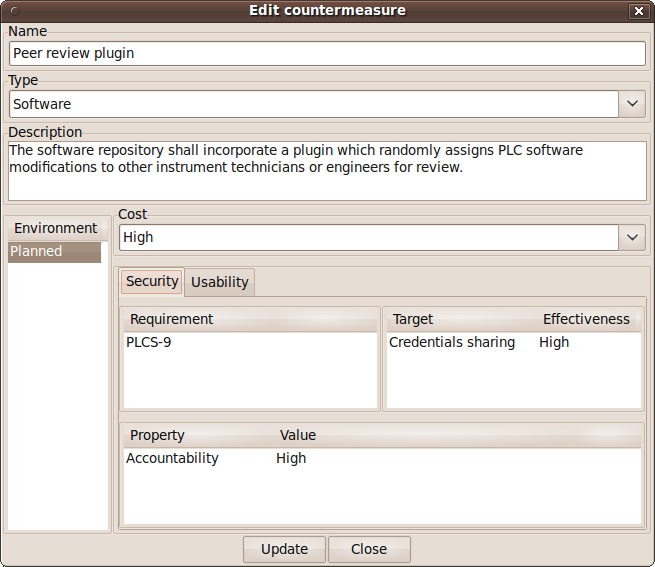 Edit countermeasure
Name
Peer review plugin
Type
Software
Description
The software repository shall incorporate a plugin which randomly assigns PLC software
modifications to other instrument technicians or engineers for review.
Environment
Planned
Cost
High
Security Usability
Requirement
PLCS-9
Target Effectiveness
Credentials sharing High
Property Value
Accountability High
Update Close